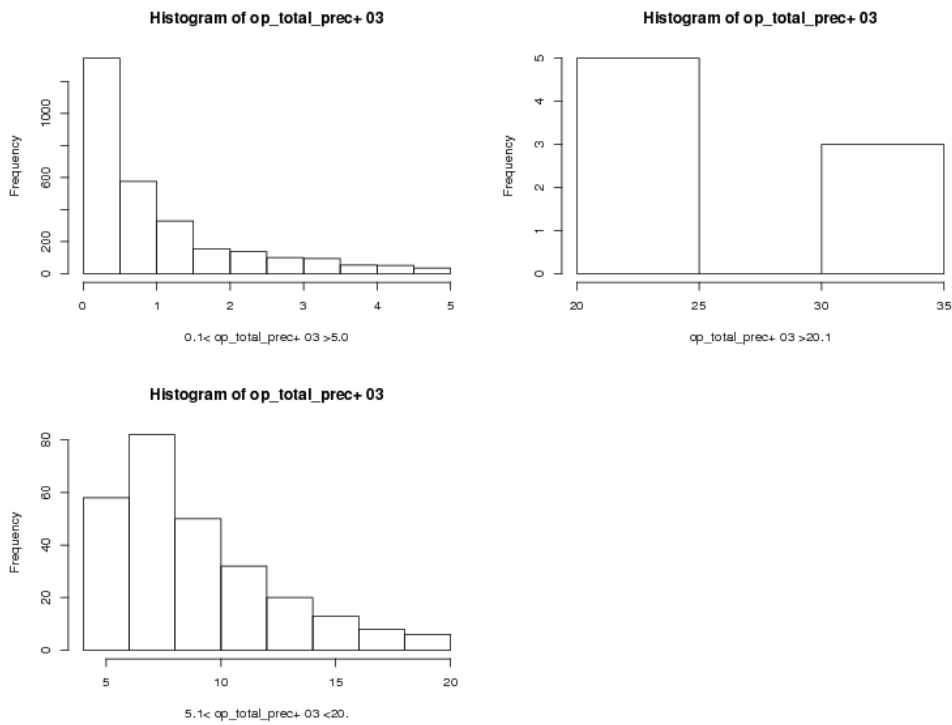 Histogram of op_total_prec+ 03
Frequency
0 200 600 1000
0 1 2 3 4 5
0.1< op_total_prec+ 03 >5.0
Histogram of op_total_prec+ 03
Frequency
0 1 2 3 4 5
20 25 30 35
op_total_prec+ 03 >20.1
Histogram of op_total_prec+ 03
Frequency
0 20 40 60 80
5 10 15 20
5.1< op_total_prec+ 03 <20.